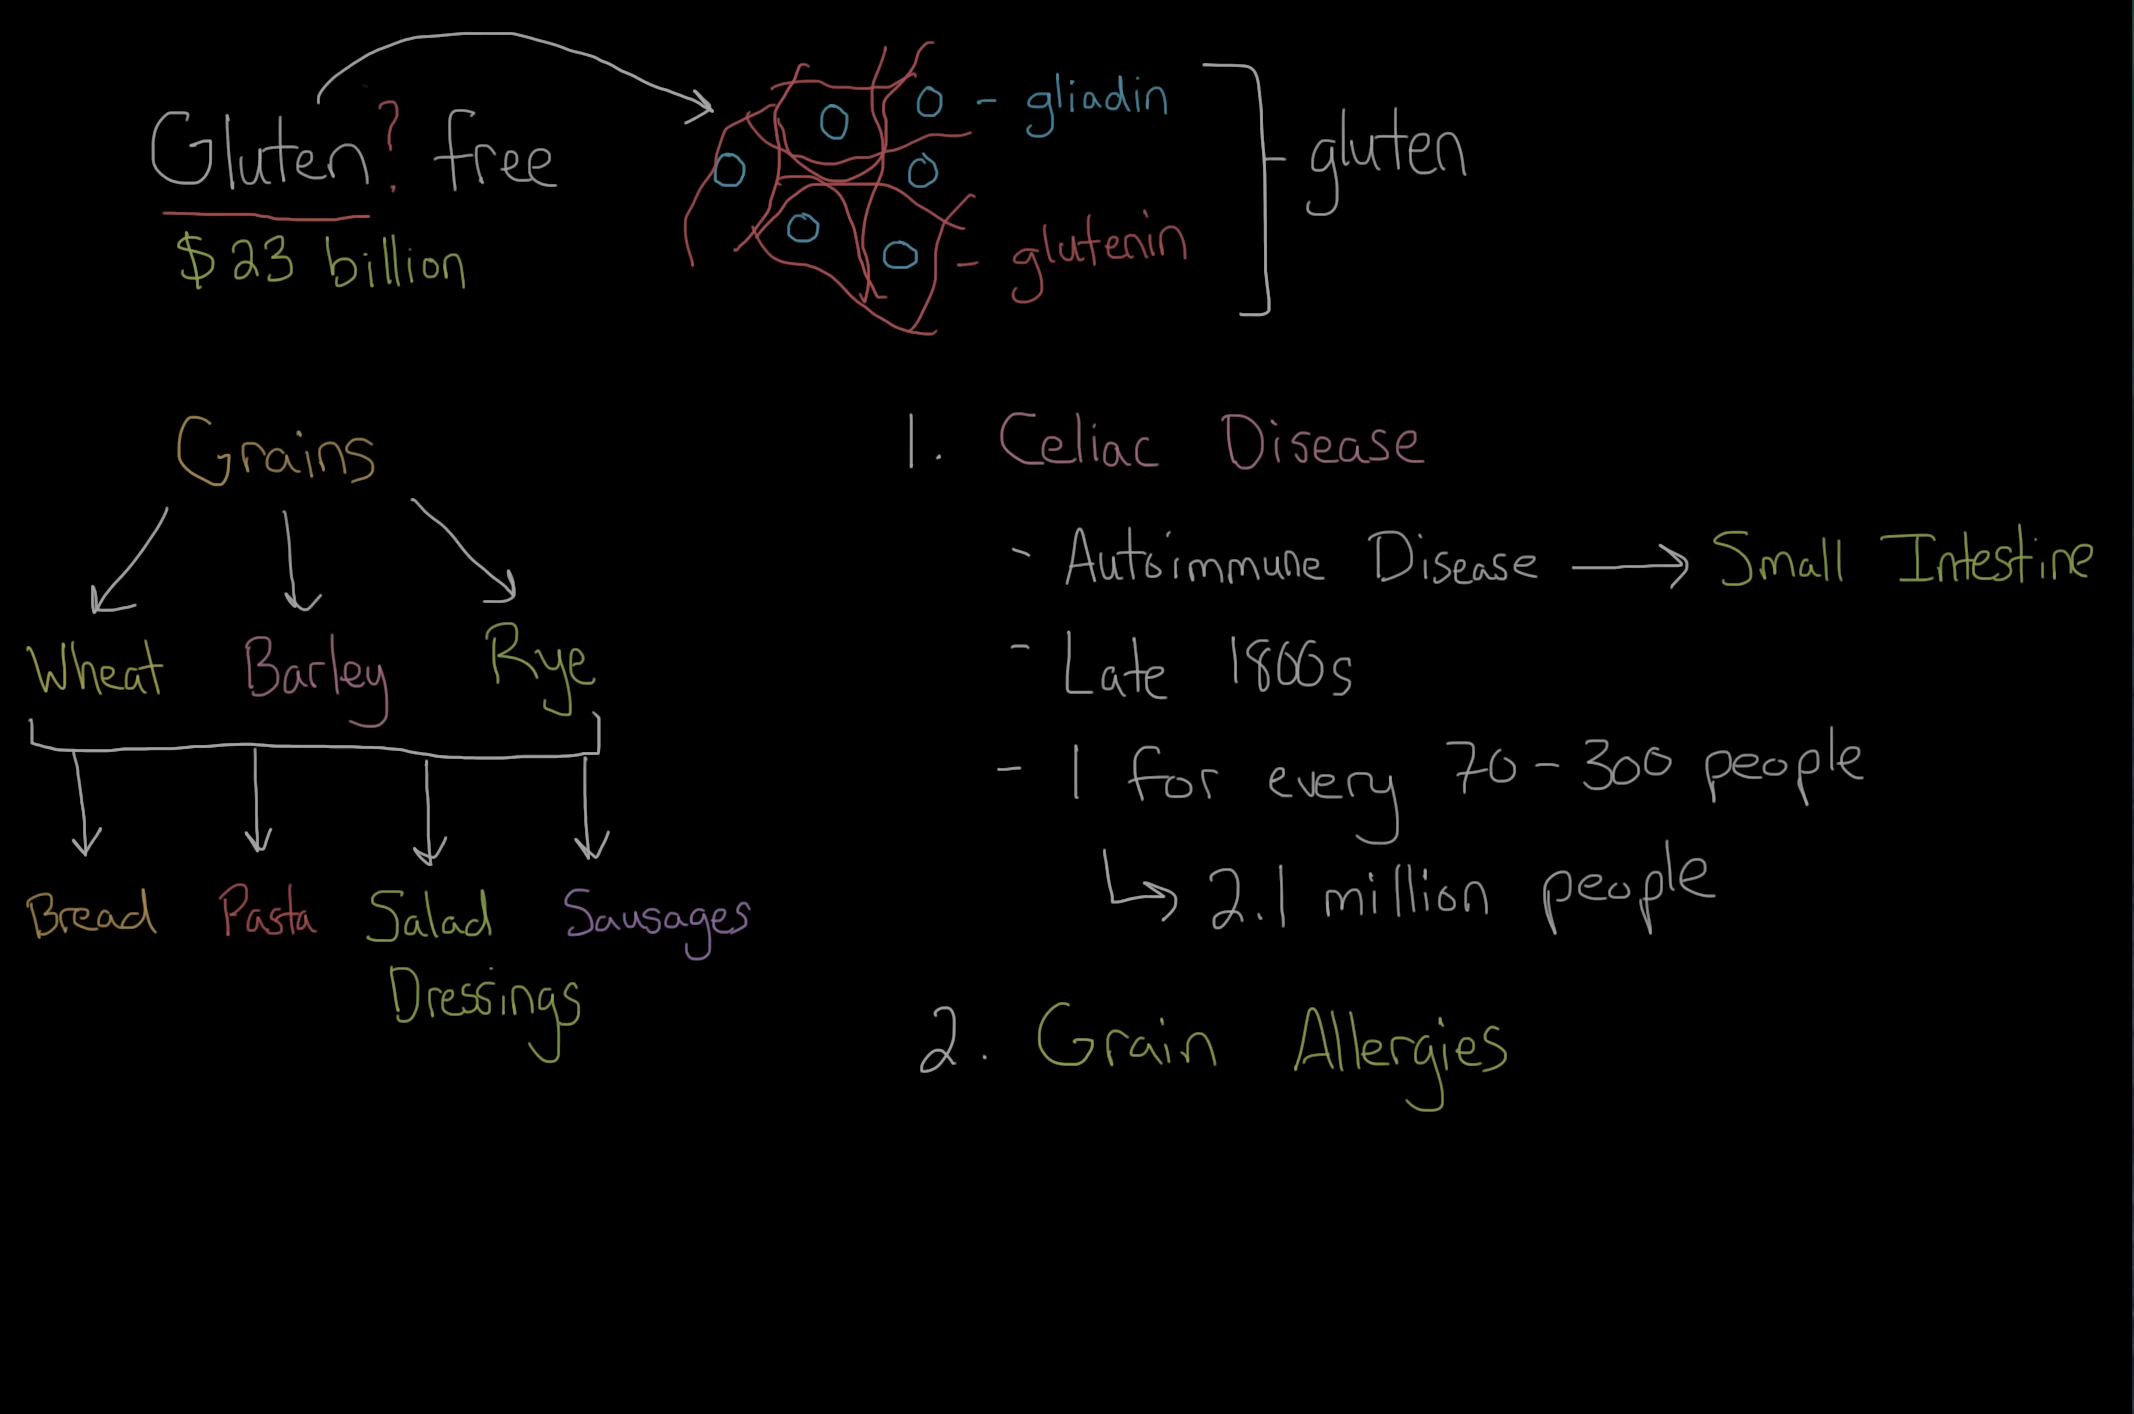 Gluten? free
$23 billion
- gliadin
- glutenin
- gluten
Grains
Wheat Barley Rye
Bread Pasta Salad Dressings Sausages
1. Celiac Disease
- Autoimmune Disease → Small Intestine
- Late 1800s
- 1 for every 70-300 people
↳ 2.1 million people
2. Grain Allergies